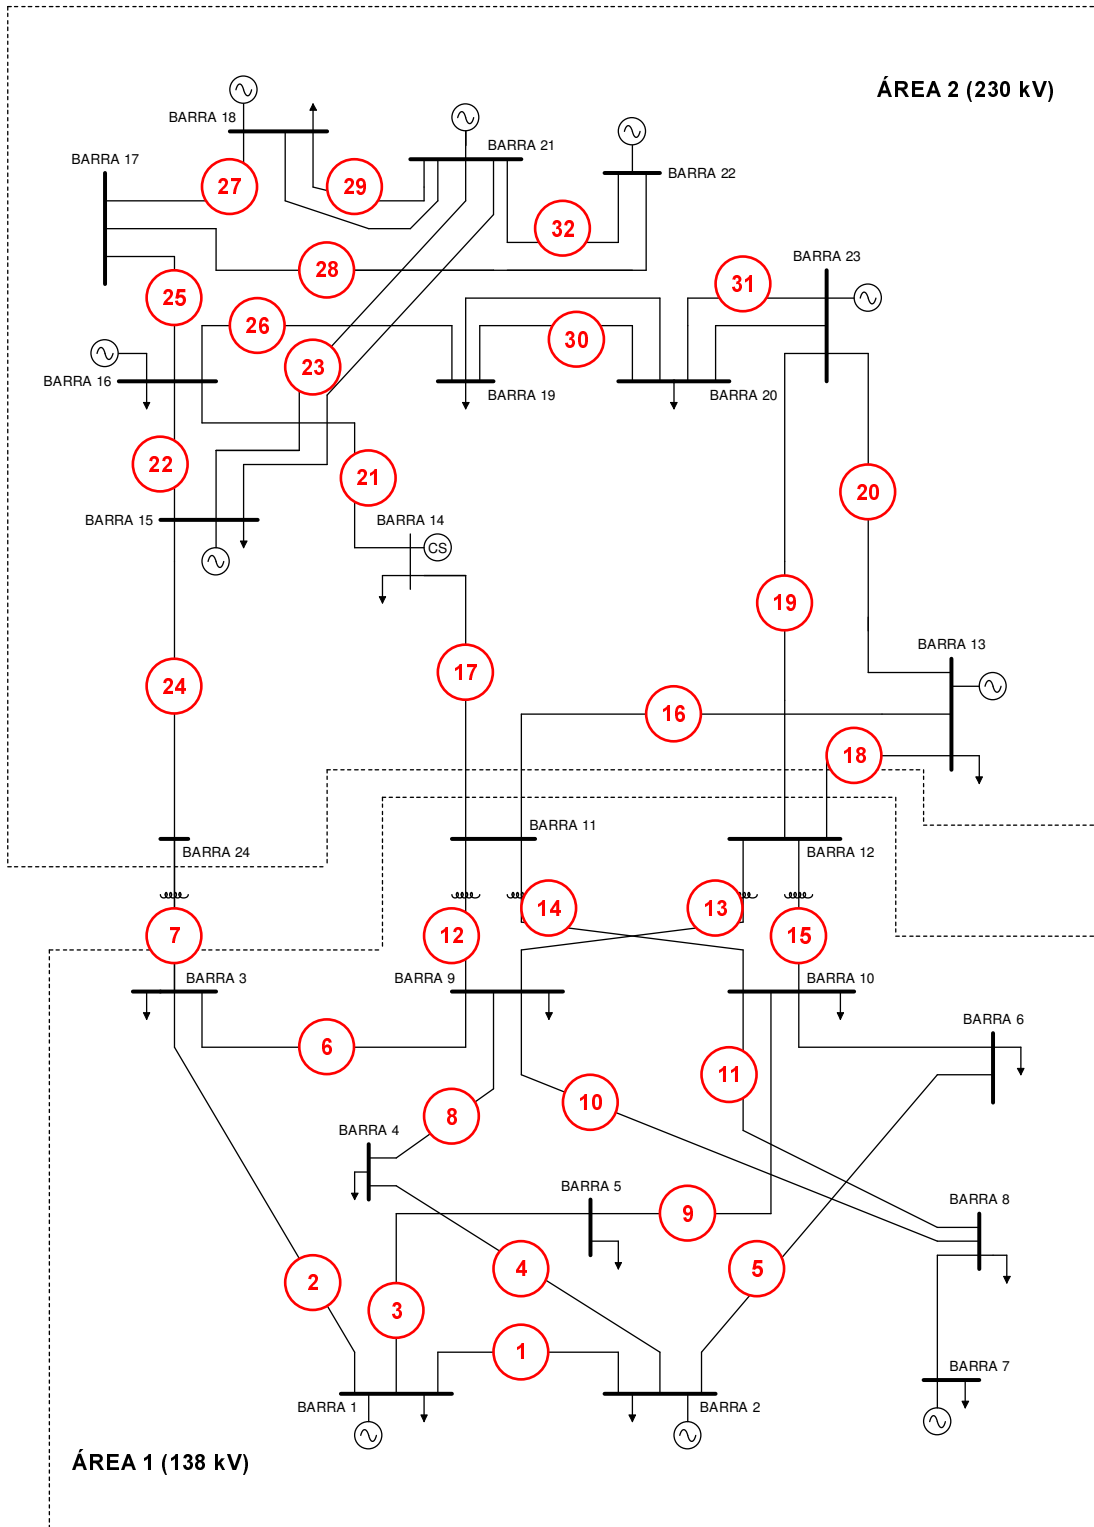 ÁREA 2 (230 kV)
BARRA 18
BARRA 21
BARRA 17
BARRA 22
27
29
32
BARRA 23
28
31
25
26
30
23
BARRA 16
BARRA 19
BARRA 20
22
21
20
BARRA 15
BARRA 14
CS
19
BARRA 13
17
24
16
18
BARRA 11
BARRA 24
BARRA 12
14
13
7
12
15
BARRA 3
BARRA 9
BARRA 10
BARRA 6
6
11
10
8
BARRA 4
BARRA 5
BARRA 8
9
4
5
2
3
1
BARRA 7
BARRA 1
BARRA 2
ÁREA 1 (138 kV)